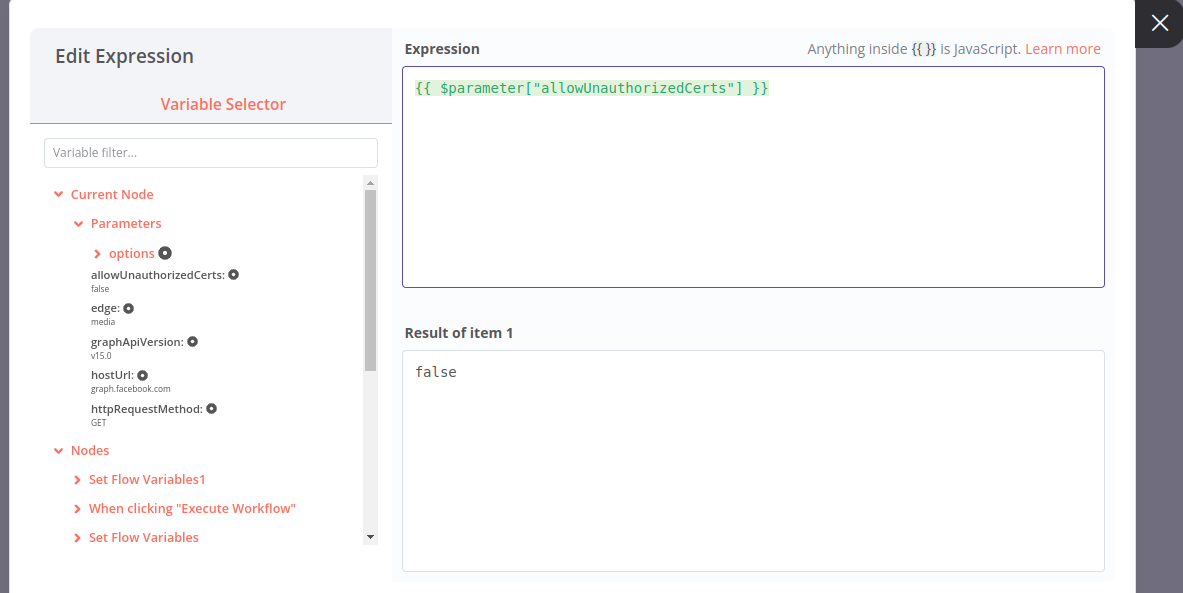 Edit Expression
Variable Selector
Variable filter...
Current Node
Parameters
options
allowUnauthorizedCerts:
false
edge:
media
graphApiVersion:
v15.0
hostUrl:
graph.facebook.com
httpRequestMethod:
GET
Nodes
Set Flow Variables1
When clicking "Execute Workflow"
Set Flow Variables
Expression
Anything inside {{ }} is JavaScript. Learn more
{{ $parameter["allowUnauthorizedCerts"] }}
Result of item 1
false